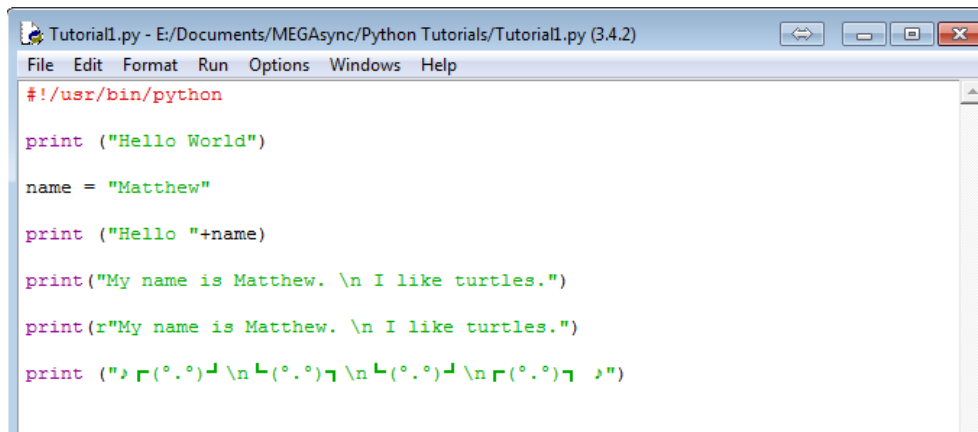 Tutorial1.py - E:/Documents/MEGAsync/Python Tutorials/Tutorial1.py (3.4.2)
File Edit Format Run Options Windows Help
#!/usr/bin/python
print ("Hello World")
name = "Matthew"
print ("Hello "+name)
print("My name is Matthew. \n I like turtles.")
print(r"My name is Matthew. \n I like turtles.")
print ("♪┏(°.°)┛\n┗(°.°)┓\n┗(°.°)┛\n┏(°.°)┓ ♪")